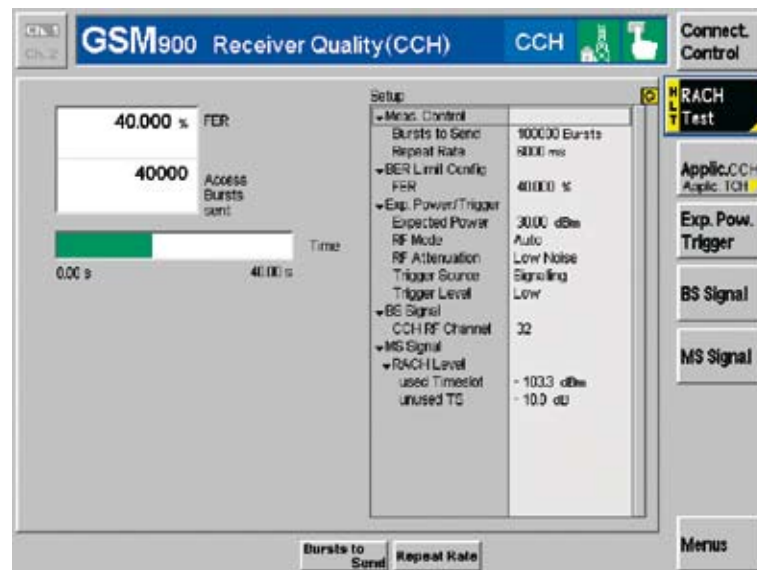 Ch. 1
Ch. 2
GSM900 Receiver Quality(CCH)
CCH
Connect.
Control
40.000 % FER
40000 Access
Bursts
sent
Time
0.00 s
40.00 s
Setup
Meas. Control
Bursts to Send 100000 Bursts
Repeat Rate 6000 ms
BER Limit Config
FER 40.000 %
Exp. Power/Trigger
Expected Power 30.00 dBm
RF Mode Auto
RF Attenuation Low Noise
Trigger Source Signaling
Trigger Level Low
BS Signal
CCH RF Channel 32
MS Signal
RACH Level
used Timeslot - 103.3 dBm
unused TS - 10.0 dB
HLT
RACH
Test
Applic.CCH
Applic. TCH
Exp. Pow.
Trigger
BS Signal
MS Signal
Menus
Bursts to
Send
Repeat Rate